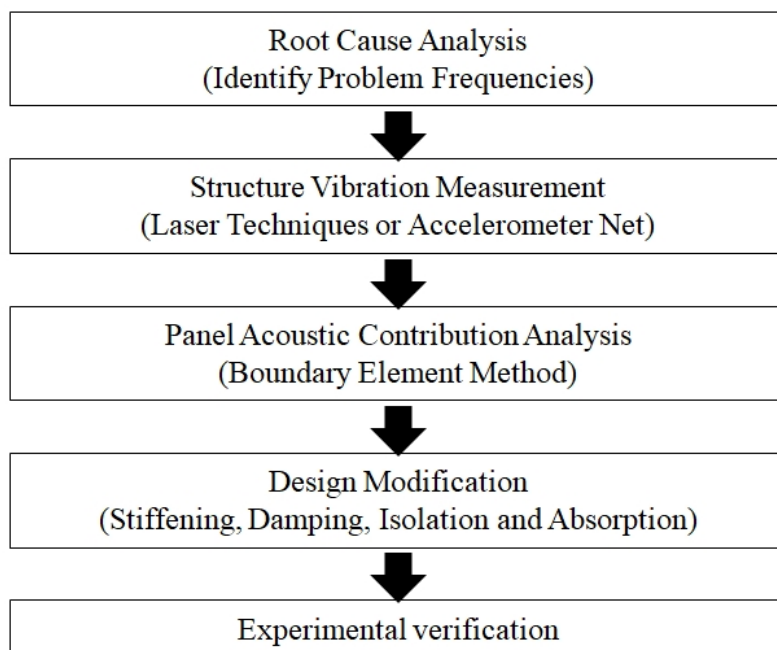 Root Cause Analysis
(Identify Problem Frequencies)
Structure Vibration Measurement
(Laser Techniques or Accelerometer Net)
Panel Acoustic Contribution Analysis
(Boundary Element Method)
Design Modification
(Stiffening, Damping, Isolation and Absorption)
Experimental verification